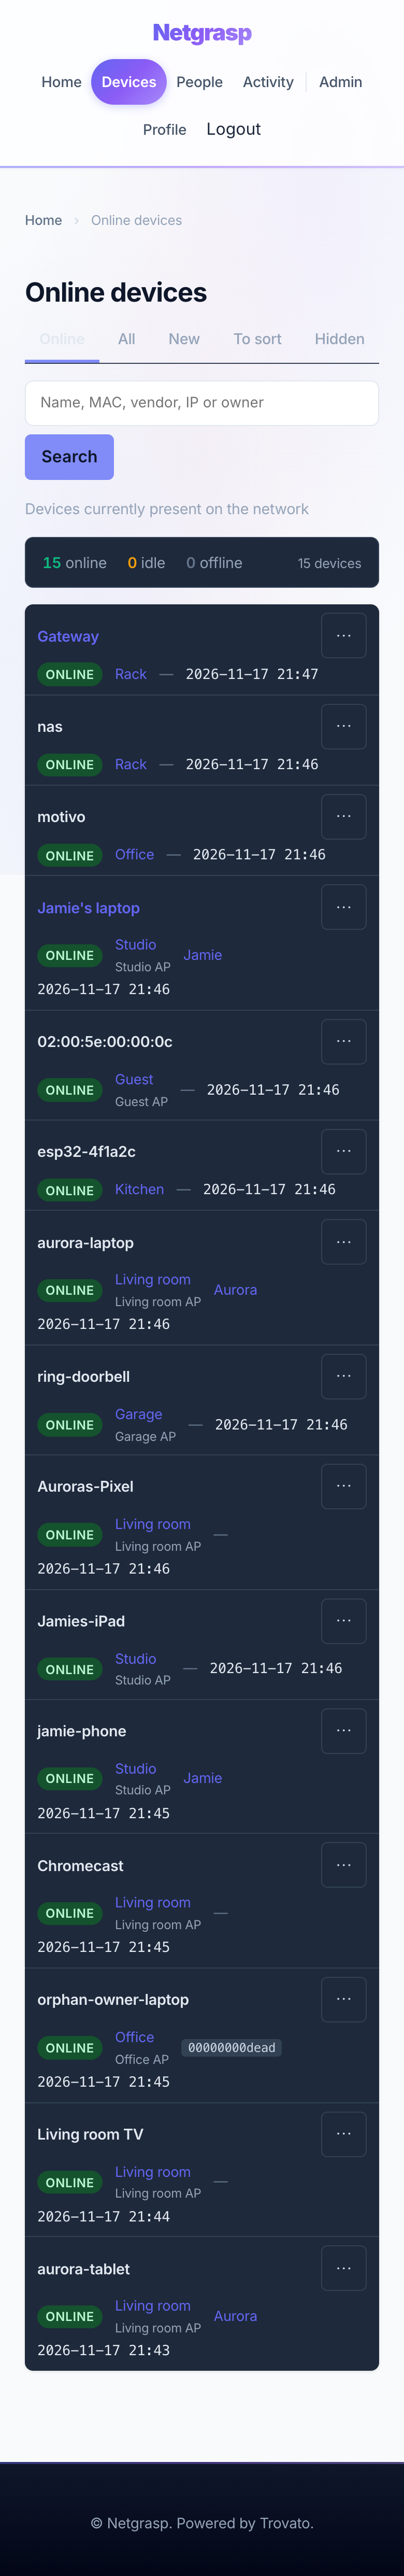 Netgrasp
Home Devices People Activity Admin
Profile Logout
Home › Online devices
Online devices
Online All New To sort Hidden
Name, MAC, vendor, IP or owner
Search
Devices currently present on the network
15 online 0 idle 0 offline 15 devices
Gateway ···
ONLINE Rack — 2026-11-17 21:47
nas ···
ONLINE Rack — 2026-11-17 21:46
motivo ···
ONLINE Office — 2026-11-17 21:46
Jamie's laptop ···
ONLINE Studio Jamie
Studio AP
2026-11-17 21:46
02:00:5e:00:00:0c ···
ONLINE Guest — 2026-11-17 21:46
Guest AP
esp32-4f1a2c ···
ONLINE Kitchen — 2026-11-17 21:46
aurora-laptop ···
ONLINE Living room Aurora
Living room AP
2026-11-17 21:46
ring-doorbell ···
ONLINE Garage — 2026-11-17 21:46
Garage AP
Auroras-Pixel ···
ONLINE Living room —
Living room AP
2026-11-17 21:46
Jamies-iPad ···
ONLINE Studio — 2026-11-17 21:46
Studio AP
jamie-phone ···
ONLINE Studio Jamie
Studio AP
2026-11-17 21:45
Chromecast ···
ONLINE Living room —
Living room AP
2026-11-17 21:45
orphan-owner-laptop ···
ONLINE Office 00000000dead
Office AP
2026-11-17 21:45
Living room TV ···
ONLINE Living room —
Living room AP
2026-11-17 21:44
aurora-tablet ···
ONLINE Living room Aurora
Living room AP
2026-11-17 21:43
© Netgrasp. Powered by Trovato.